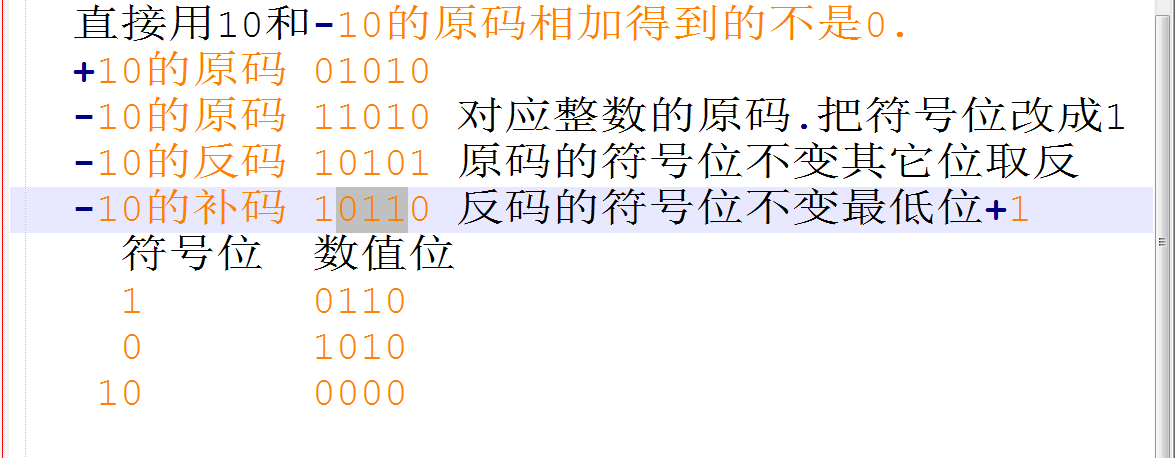 直接用10和-10的原码相加得到的不是0.
+10的原码 01010
-10的原码 11010 对应整数的原码.把符号位改成1
-10的反码 10101 原码的符号位不变其它位取反
-10的补码 10110 反码的符号位不变最低位+1
符号位 数值位
1 0110
0 1010
10 0000